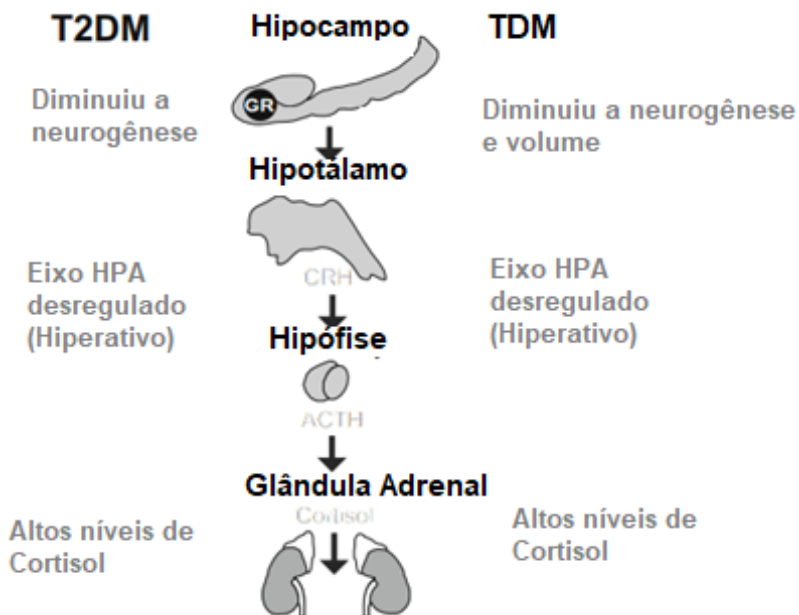 T2DM
Hipocampo
TDM
Diminuiu a
neurogênese
GR
Diminuiu a neurogênese
e volume
Hipotálamo
Eixo HPA
desregulado
(Hiperativo)
CRH
Eixo HPA
desregulado
(Hiperativo)
Hipófise
ACTH
Glândula Adrenal
Cortisol
Altos níveis de
Cortisol
Altos níveis de
Cortisol